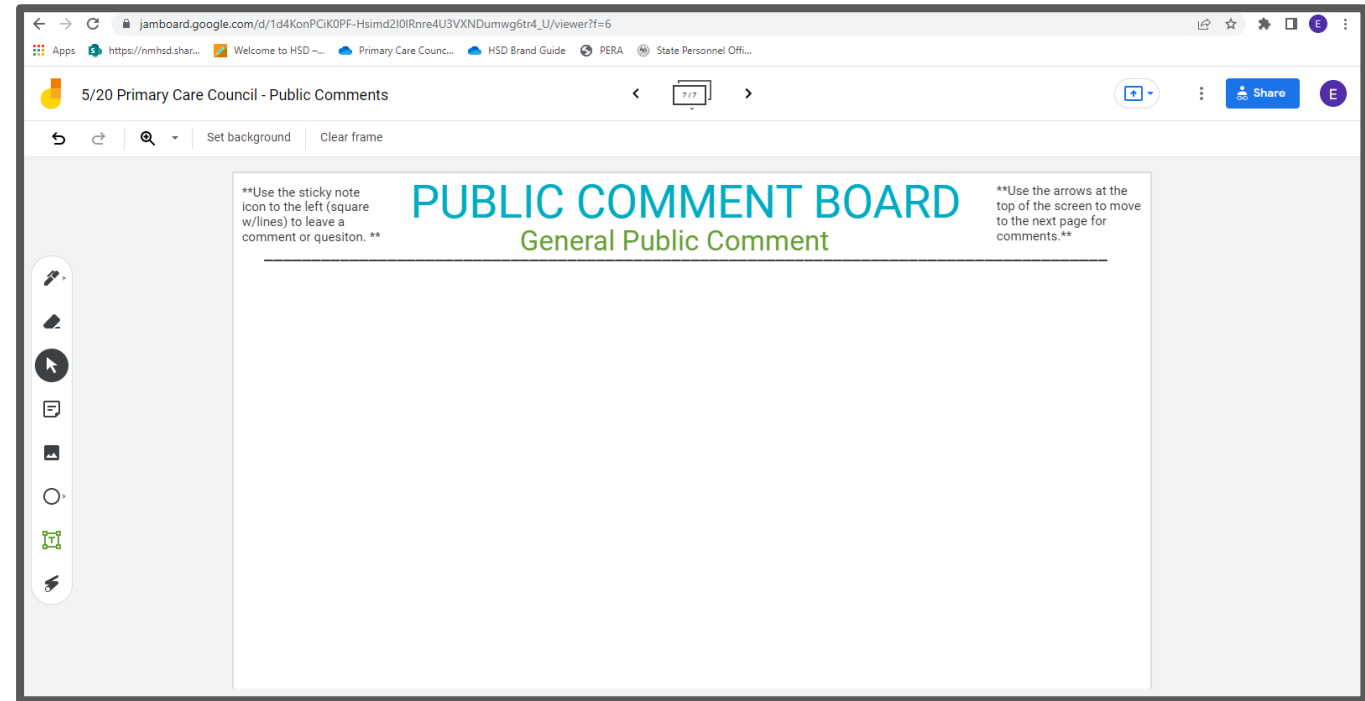 jamboard.google.com/d/1d4KonPCiK0PF-Hsimd2I0IRnre4U3VXNDumwg6tr4_U/viewer?f=6
Apps https://nmhsd.shar... Welcome to HSD –... Primary Care Counc... HSD Brand Guide PERA State Personnel Offi...
5/20 Primary Care Council - Public Comments
7/7
Share
E
E
Set background Clear frame
**Use the sticky note
icon to the left (square
w/lines) to leave a
comment or quesiton. **
PUBLIC COMMENT BOARD
General Public Comment
**Use the arrows at the
top of the screen to move
to the next page for
comments.**